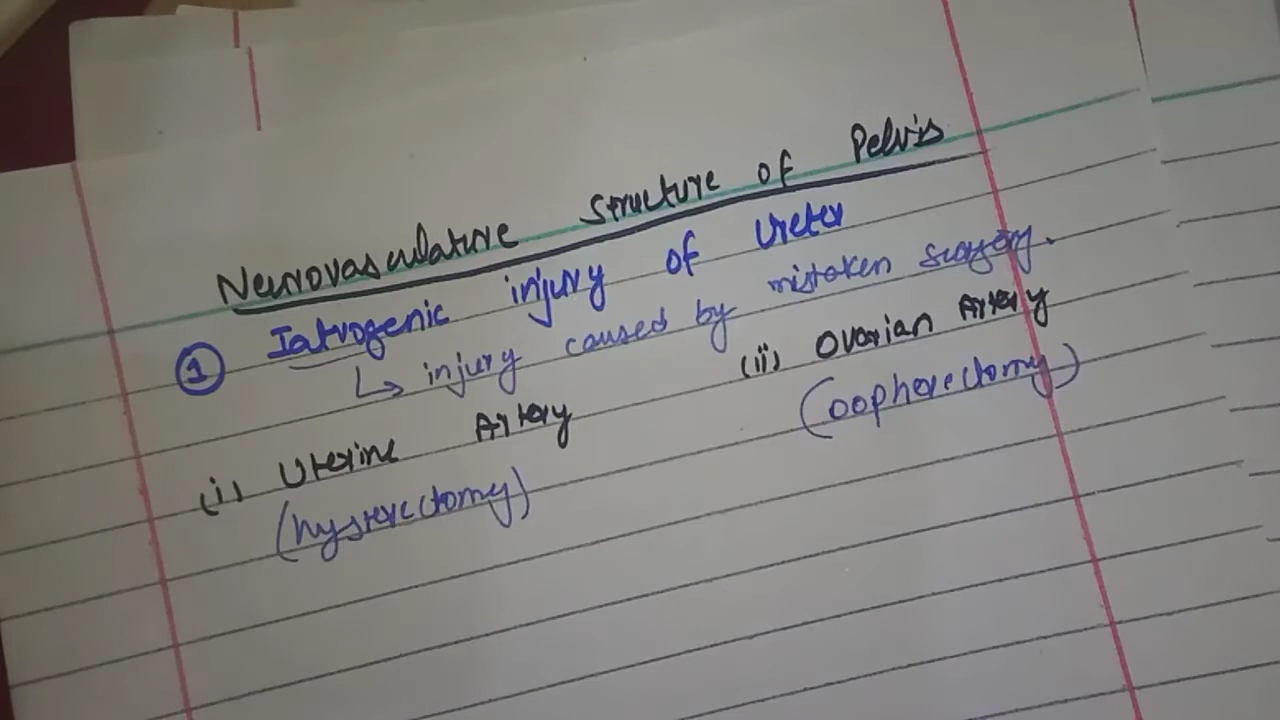 Neurovasculature structure of Pelvis
① Iatrogenic injury of Ureter
↳ injury caused by mistaken surgery.
(i) Uterine Artery
(hysterectomy)
(ii) Ovarian Artery
(oopherectomy)